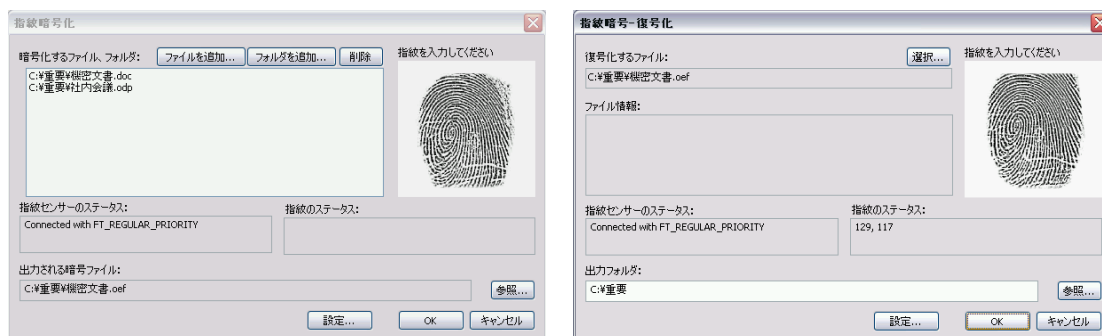 指紋暗号化
暗号化するファイル、フォルダ:
ファイルを追加...
フォルダを追加...
削除
指紋を入力してください
C:¥重要¥機密文書.doc
C:¥重要¥社内会議.odp
指紋センサーのステータス:
指紋のステータス:
Connected with FT_REGULAR_PRIORITY
出力される暗号ファイル:
C:¥重要¥機密文書.oef
参照...
設定...
OK
キャンセル
指紋暗号-復号化
復号化するファイル:
選択...
指紋を入力してください
C:¥重要¥機密文書.oef
ファイル情報:
指紋センサーのステータス:
指紋のステータス:
Connected with FT_REGULAR_PRIORITY
129, 117
出力フォルダ:
C:¥重要
参照...
設定...
OK
キャンセル